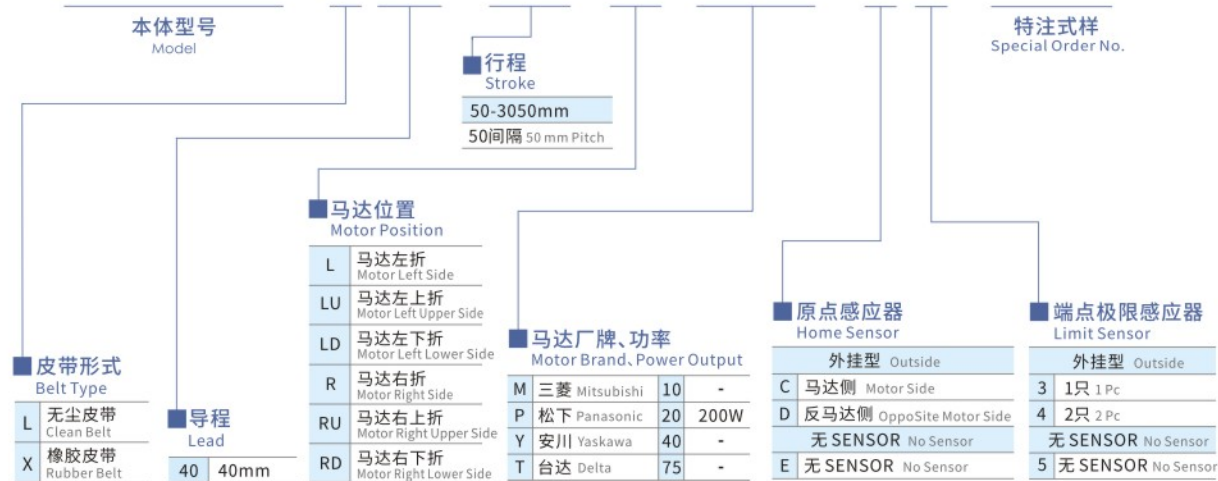 本体型号
Model
特注式样
Special Order No.
行程
Stroke
50-3050mm
50间隔 50 mm Pitch
马达位置
Motor Position
L 马达左折
Motor Left Side
LU 马达左上折
Motor Left Upper Side
LD 马达左下折
Motor Left Lower Side
R 马达右折
Motor Right Side
RU 马达右上折
Motor Right Upper Side
RD 马达右下折
Motor Right Lower Side
皮带形式
Belt Type
L 无尘皮带
Clean Belt
X 橡胶皮带
Rubber Belt
导程
Lead
40 40mm
马达厂牌、功率
Motor Brand、Power Output
M 三菱 Mitsubishi 10 -
P 松下 Panasonic 20 200W
Y 安川 Yaskawa 40 -
T 台达 Delta 75 -
原点感应器
Home Sensor
外挂型 Outside
C 马达侧 Motor Side
D 反马达侧 OppoSite Motor Side
无 SENSOR No Sensor
E 无 SENSOR No Sensor
端点极限感应器
Limit Sensor
外挂型 Outside
3 1只 1 Pc
4 2只 2 Pc
无 SENSOR No Sensor
5 无 SENSOR No Sensor